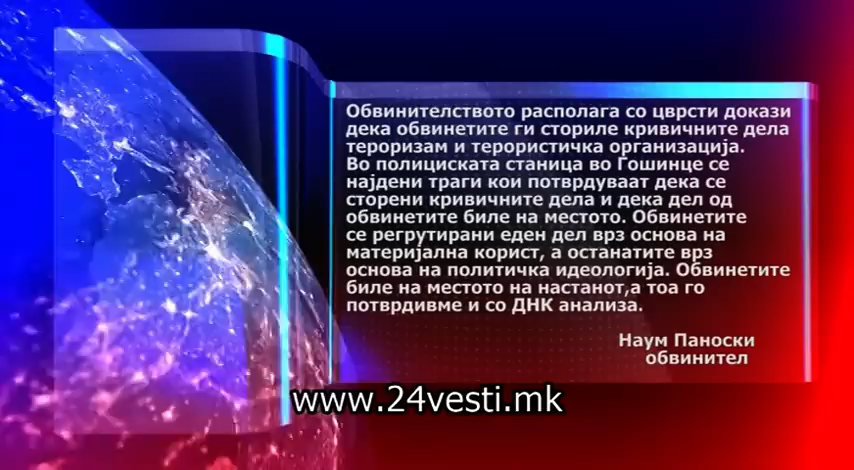 Обвинителството располага со цврсти докази
дека обвинетите ги сториле кривичните дела
тероризам и терористичка организација.
Во полициската станица во Гошинце се
најдени траги кои потврдуваат дека се
сторени кривичните дела и дека дел од
обвинетите биле на местото. Обвинетите
се регрутирани еден дел врз основа на
материјална корист, а останатите врз
основа на политичка идеологија. Обвинетите
биле на местото на настанот,а тоа го
потврдивме и со ДНК анализа.
Наум Паноски
обвинител
www.24vesti.mk